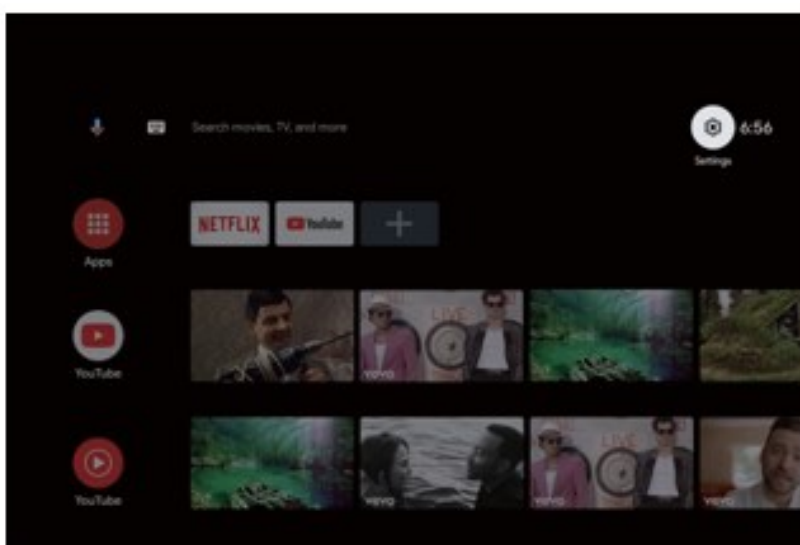 Search movies, TV, and more
6:56
Settings
NETFLIX
YouTube
Apps
LIVE
vevo
YouTube
LIVE
vevo
vevo
vevo
YouTube